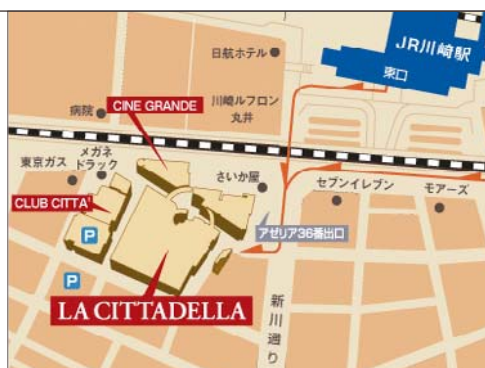 JR川崎駅
東口
日航ホテル
川崎ルフロン
丸井
病院
CINE GRANDE
メガネ
ドラック
東京ガス
さいか屋
セブンイレブン
モアーズ
CLUB CITTA'
アゼリア36番出口
P
P
LA CITTADELLA
新川通り